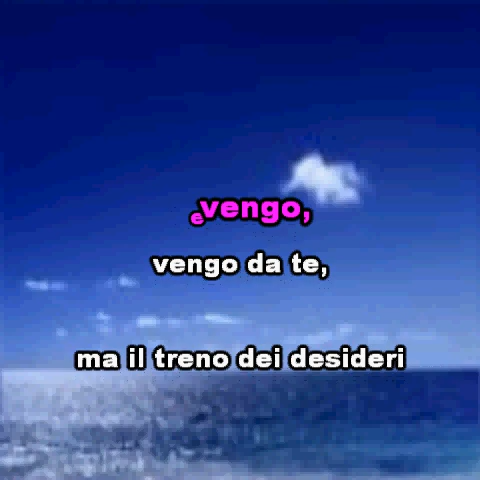 e vengo,
vengo da te,
ma il treno dei desideri